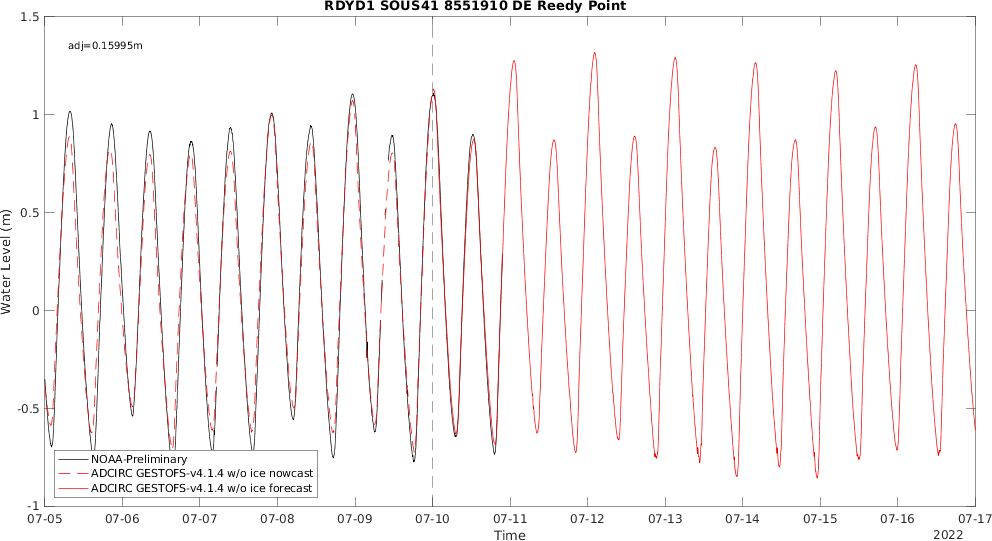 RDYD1 SOUS41 8551910 DE Reedy Point
adj=0.15995m
1.5
1
0.5
0
-0.5
-1
Water Level (m)
NOAA-Preliminary
ADCIRC GESTOFS-v4.1.4 w/o ice nowcast
ADCIRC GESTOFS-v4.1.4 w/o ice forecast
07-05 07-06 07-07 07-08 07-09 07-10 07-11 07-12 07-13 07-14 07-15 07-16 07-17
Time
2022